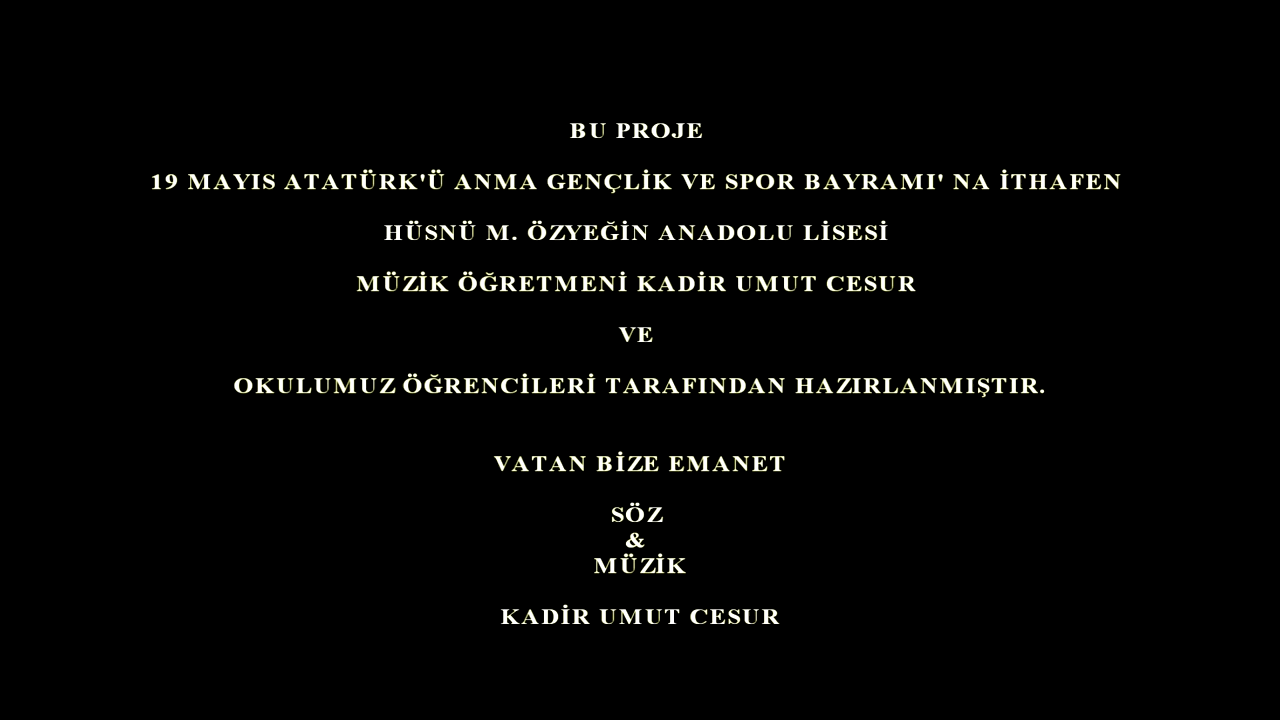 BU PROJE
19 MAYIS ATATÜRK'Ü ANMA GENÇLİK VE SPOR BAYRAMI' NA İTHAFEN
HÜSNÜ M. ÖZYEĞİN ANADOLU LİSESİ
MÜZİK ÖĞRETMENİ KADİR UMUT CESUR
VE
OKULUMUZ ÖĞRENCİLERİ TARAFINDAN HAZIRLANMIŞTIR.
VATAN BİZE EMANET
SÖZ
&
MÜZİK
KADİR UMUT CESUR